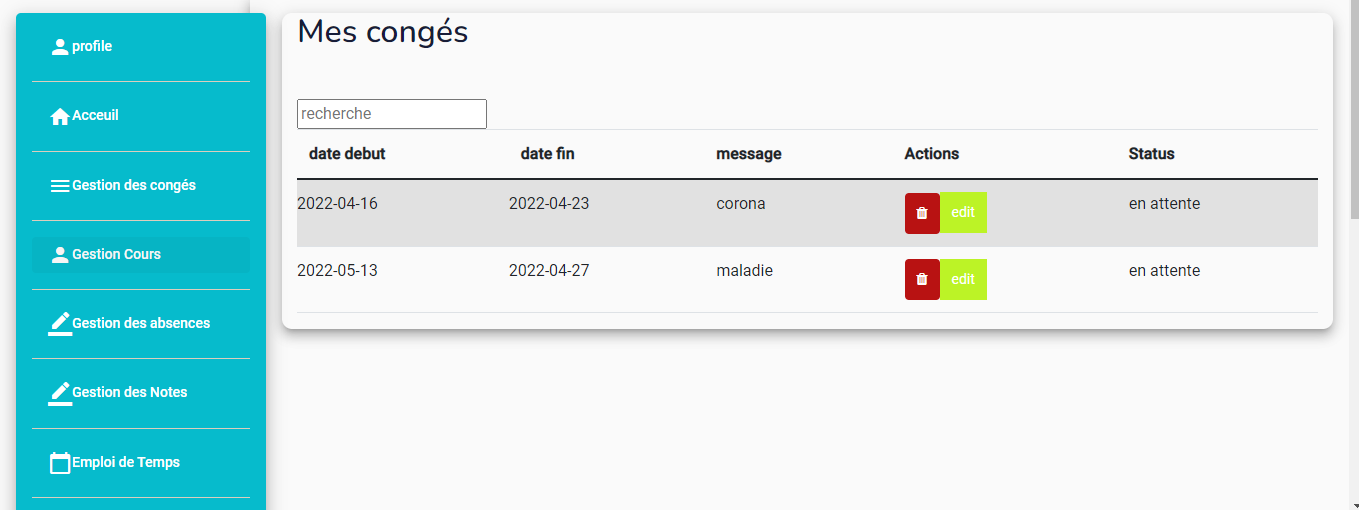 profile
Acceuil
Gestion des congés
Gestion Cours
Gestion des absences
Gestion des Notes
Emploi de Temps
Mes congés
recherche
date debut date fin message Actions Status
2022-04-16 2022-04-23 corona edit en attente
2022-05-13 2022-04-27 maladie edit en attente